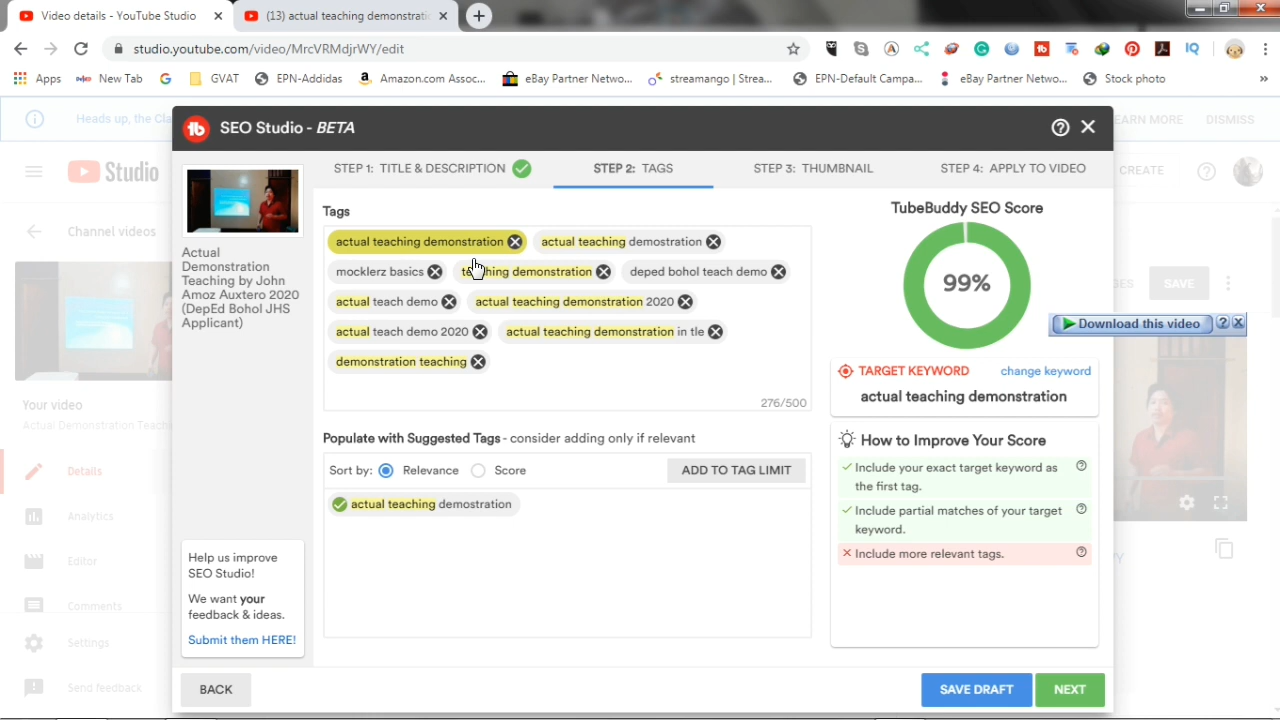 Video details - YouTube Studio
(13) actual teaching demonstratio
studio.youtube.com/video/MrcVRMdjrWY/edit
Apps
New Tab
GVAT
EPN-Addidas
Amazon.com Assoc...
eBay Partner Netwo...
streamango | Strea...
EPN-Default Campa...
eBay Partner Netwo...
Stock photo
»
Heads up, the Cla
EARN MORE
DISMISS
SEO Studio - BETA
Studio
CREATE
STEP 1: TITLE & DESCRIPTION
STEP 2: TAGS
STEP 3: THUMBNAIL
STEP 4: APPLY TO VIDEO
Channel videos
Actual
Demonstration
Teaching by John
Amoz Auxtero 2020
(DepEd Bohol JHS
Applicant)
Tags
actual teaching demonstration
actual teaching demostration
mocklerz basics
teaching demonstration
deped bohol teach demo
actual teach demo
actual teaching demonstration 2020
actual teach demo 2020
actual teaching demonstration in tle
demonstration teaching
276/500
Populate with Suggested Tags - consider adding only if relevant
Sort by:
Relevance
Score
ADD TO TAG LIMIT
actual teaching demostration
TubeBuddy SEO Score
99%
SAVE
Download this video
TARGET KEYWORD
change keyword
actual teaching demonstration
How to Improve Your Score
Include your exact target keyword as
the first tag.
Include partial matches of your target
keyword.
Include more relevant tags.
Your video
Actual Demonstration Teachi
Details
Analytics
Editor
Comments
Settings
Send feedback
Help us improve
SEO Studio!
We want your
feedback & ideas.
Submit them HERE!
BACK
SAVE DRAFT
NEXT